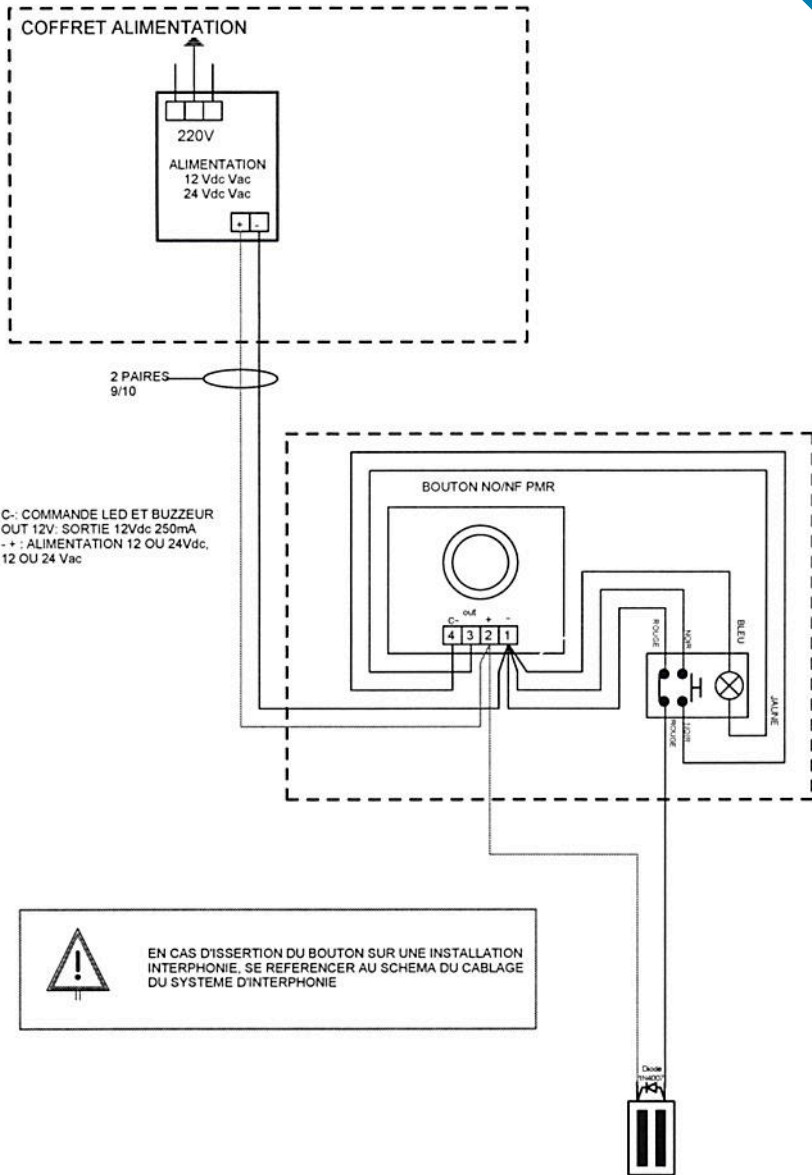 COFFRET ALIMENTATION
220V
ALIMENTATION
12 Vdc Vac
24 Vdc Vac
+ -
2 PAIRES
9/10
C-: COMMANDE LED ET BUZZEUR
OUT 12V: SORTIE 12Vdc 250mA
- + : ALIMENTATION 12 OU 24Vdc,
12 OU 24 Vac
BOUTON NO/NF PMR
C- out + -
4 3 2 1
ROUGE
NOIR
BLEU
ROUGE
JAUNE
EN CAS D'ISSERTION DU BOUTON SUR UNE INSTALLATION
INTERPHONIE, SE REFERENCER AU SCHEMA DU CABLAGE
DU SYSTEME D'INTERPHONIE
Diode